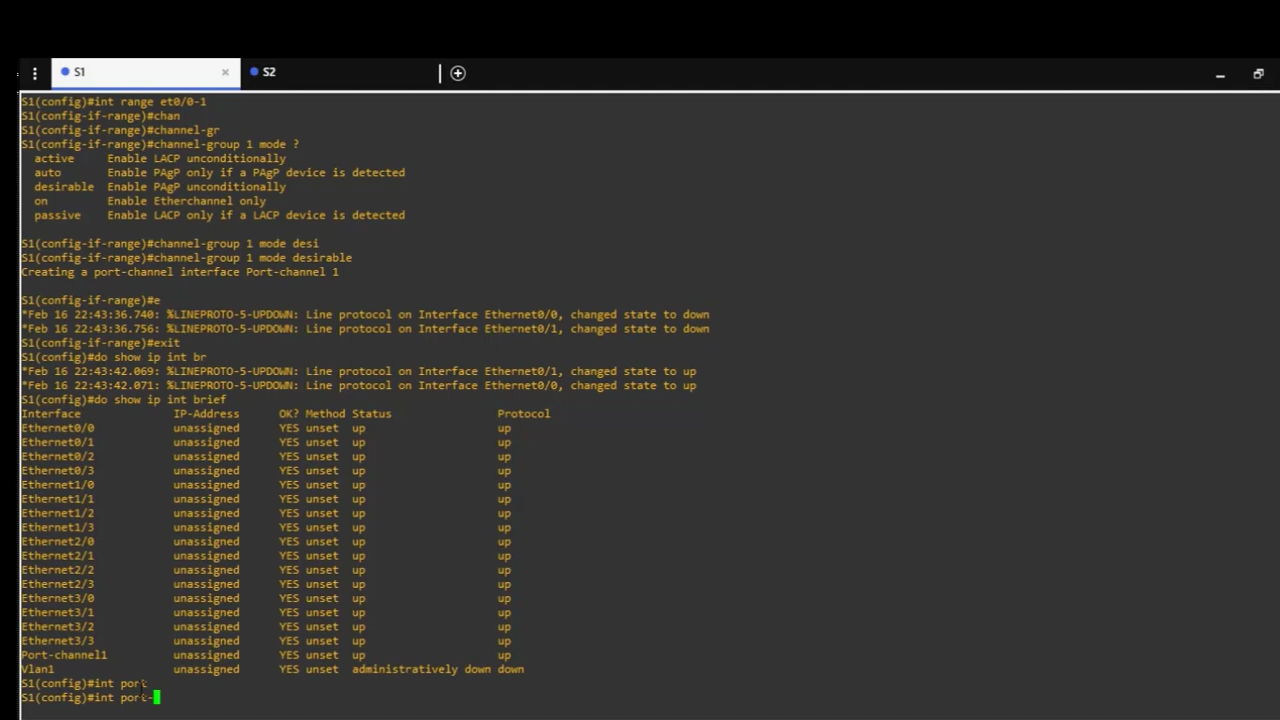 S1 × S2
S1(config)#int range et0/0-1
S1(config-if-range)#chan
S1(config-if-range)#channel-gr
S1(config-if-range)#channel-group 1 mode ?
  active     Enable LACP unconditionally
  auto       Enable PAgP only if a PAgP device is detected
  desirable  Enable PAgP unconditionally
  on         Enable Etherchannel only
  passive    Enable LACP only if a LACP device is detected
S1(config-if-range)#channel-group 1 mode desi
S1(config-if-range)#channel-group 1 mode desirable
Creating a port-channel interface Port-channel 1
S1(config-if-range)#e
*Feb 16 22:43:36.740: %LINEPROTO-5-UPDOWN: Line protocol on Interface Ethernet0/0, changed state to down
*Feb 16 22:43:36.756: %LINEPROTO-5-UPDOWN: Line protocol on Interface Ethernet0/1, changed state to down
S1(config-if-range)#exit
S1(config)#do show ip int br
*Feb 16 22:43:42.069: %LINEPROTO-5-UPDOWN: Line protocol on Interface Ethernet0/1, changed state to up
*Feb 16 22:43:42.071: %LINEPROTO-5-UPDOWN: Line protocol on Interface Ethernet0/0, changed state to up
S1(config)#do show ip int brief
Interface              IP-Address      OK? Method Status                Protocol
Ethernet0/0            unassigned      YES unset  up                    up
Ethernet0/1            unassigned      YES unset  up                    up
Ethernet0/2            unassigned      YES unset  up                    up
Ethernet0/3            unassigned      YES unset  up                    up
Ethernet1/0            unassigned      YES unset  up                    up
Ethernet1/1            unassigned      YES unset  up                    up
Ethernet1/2            unassigned      YES unset  up                    up
Ethernet1/3            unassigned      YES unset  up                    up
Ethernet2/0            unassigned      YES unset  up                    up
Ethernet2/1            unassigned      YES unset  up                    up
Ethernet2/2            unassigned      YES unset  up                    up
Ethernet2/3            unassigned      YES unset  up                    up
Ethernet3/0            unassigned      YES unset  up                    up
Ethernet3/1            unassigned      YES unset  up                    up
Ethernet3/2            unassigned      YES unset  up                    up
Ethernet3/3            unassigned      YES unset  up                    up
Port-channel1          unassigned      YES unset  up                    up
Vlan1                  unassigned      YES unset  administratively down down
S1(config)#int port
S1(config)#int port-